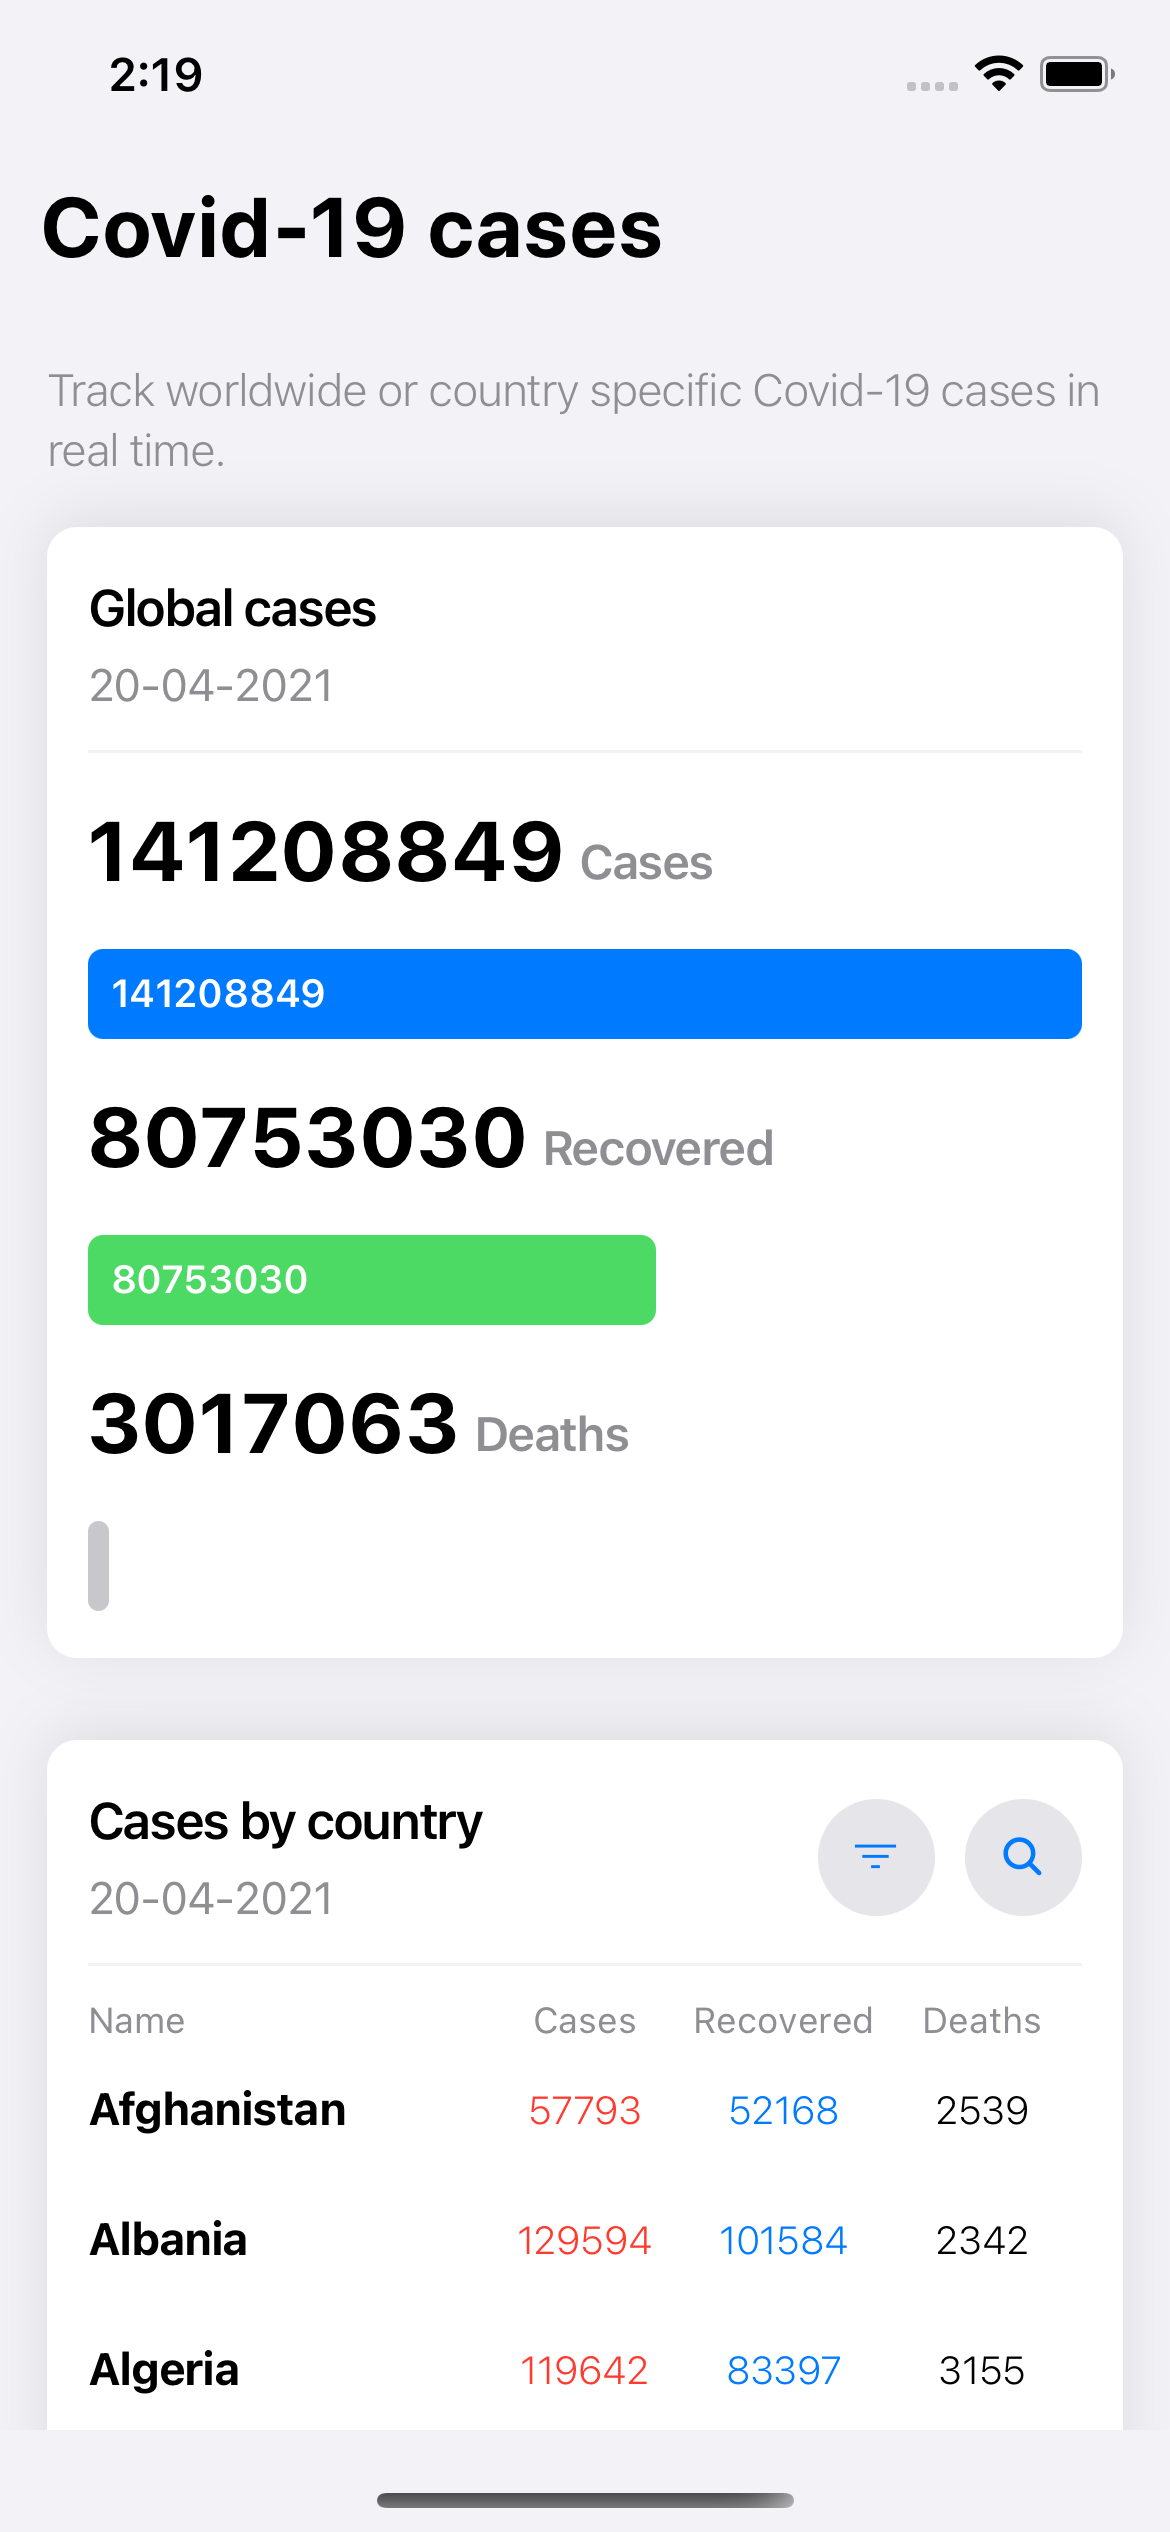 2:19
Covid-19 cases
Track worldwide or country specific Covid-19 cases in
real time.
Global cases
20-04-2021
141208849 Cases
141208849
80753030 Recovered
80753030
3017063 Deaths
Cases by country
20-04-2021
Name Cases Recovered Deaths
Afghanistan 57793 52168 2539
Albania 129594 101584 2342
Algeria 119642 83397 3155